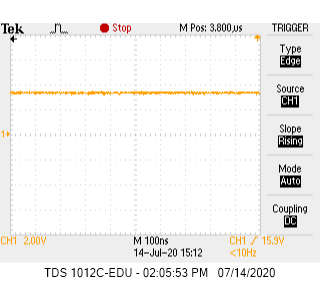 Tek Stop M Pos: 3.800µs TRIGGER
Type
Edge
Source
CH1
Slope
Rising
1
Mode
Auto
Coupling
DC
CH1 2.00V M 100ns CH1 15.9V
14-Jul-20 15:12 <10Hz
TDS 1012C-EDU - 02:05:53 PM 07/14/2020